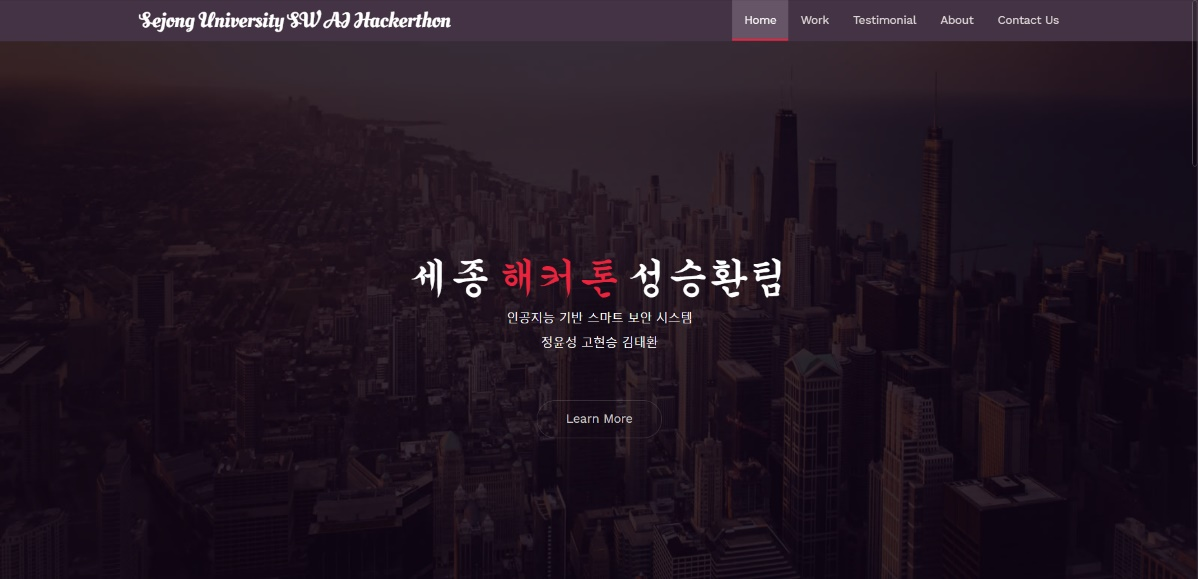 Sejong University SW AI Hackerthon
Home Work Testimonial About Contact Us
세종 해커톤 성승환팀
인공지능 기반 스마트 보안 시스템
정윤성 고현승 김태환
Learn More